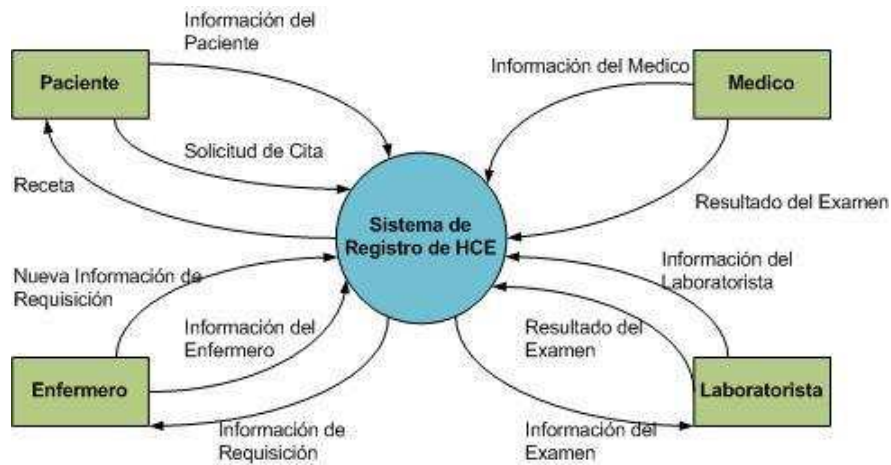 Información del
Paciente
Paciente
Información del Medico
Medico
Solicitud de Cita
Receta
Resultado del Examen
Sistema de
Registro de HCE
Nueva Información de
Requisición
Información del
Laboratorista
Información del
Enfermero
Resultado del
Examen
Enfermero
Laboratorista
Información de
Requisición
Información del
Examen